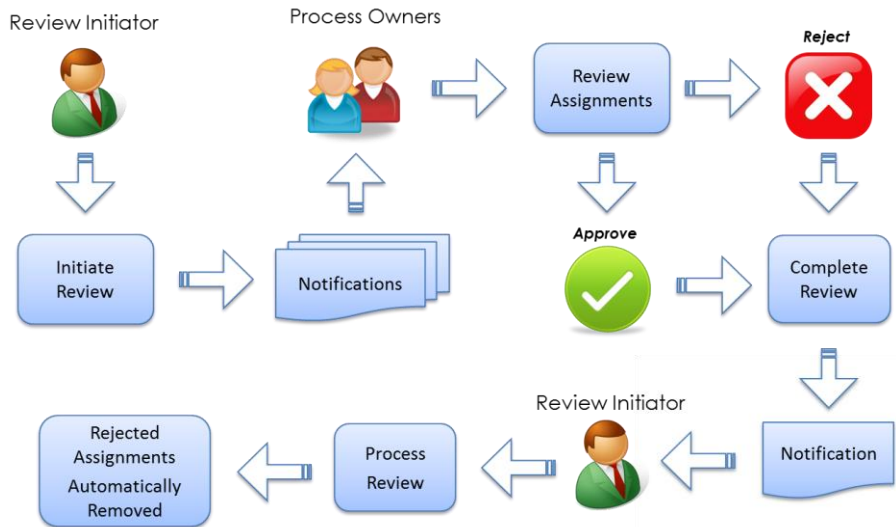 Review Initiator
Process Owners
Reject
Review
Assignments
Approve
Initiate
Review
Notifications
Complete
Review
Review Initiator
Rejected
Assignments
Automatically
Removed
Process
Review
Notification